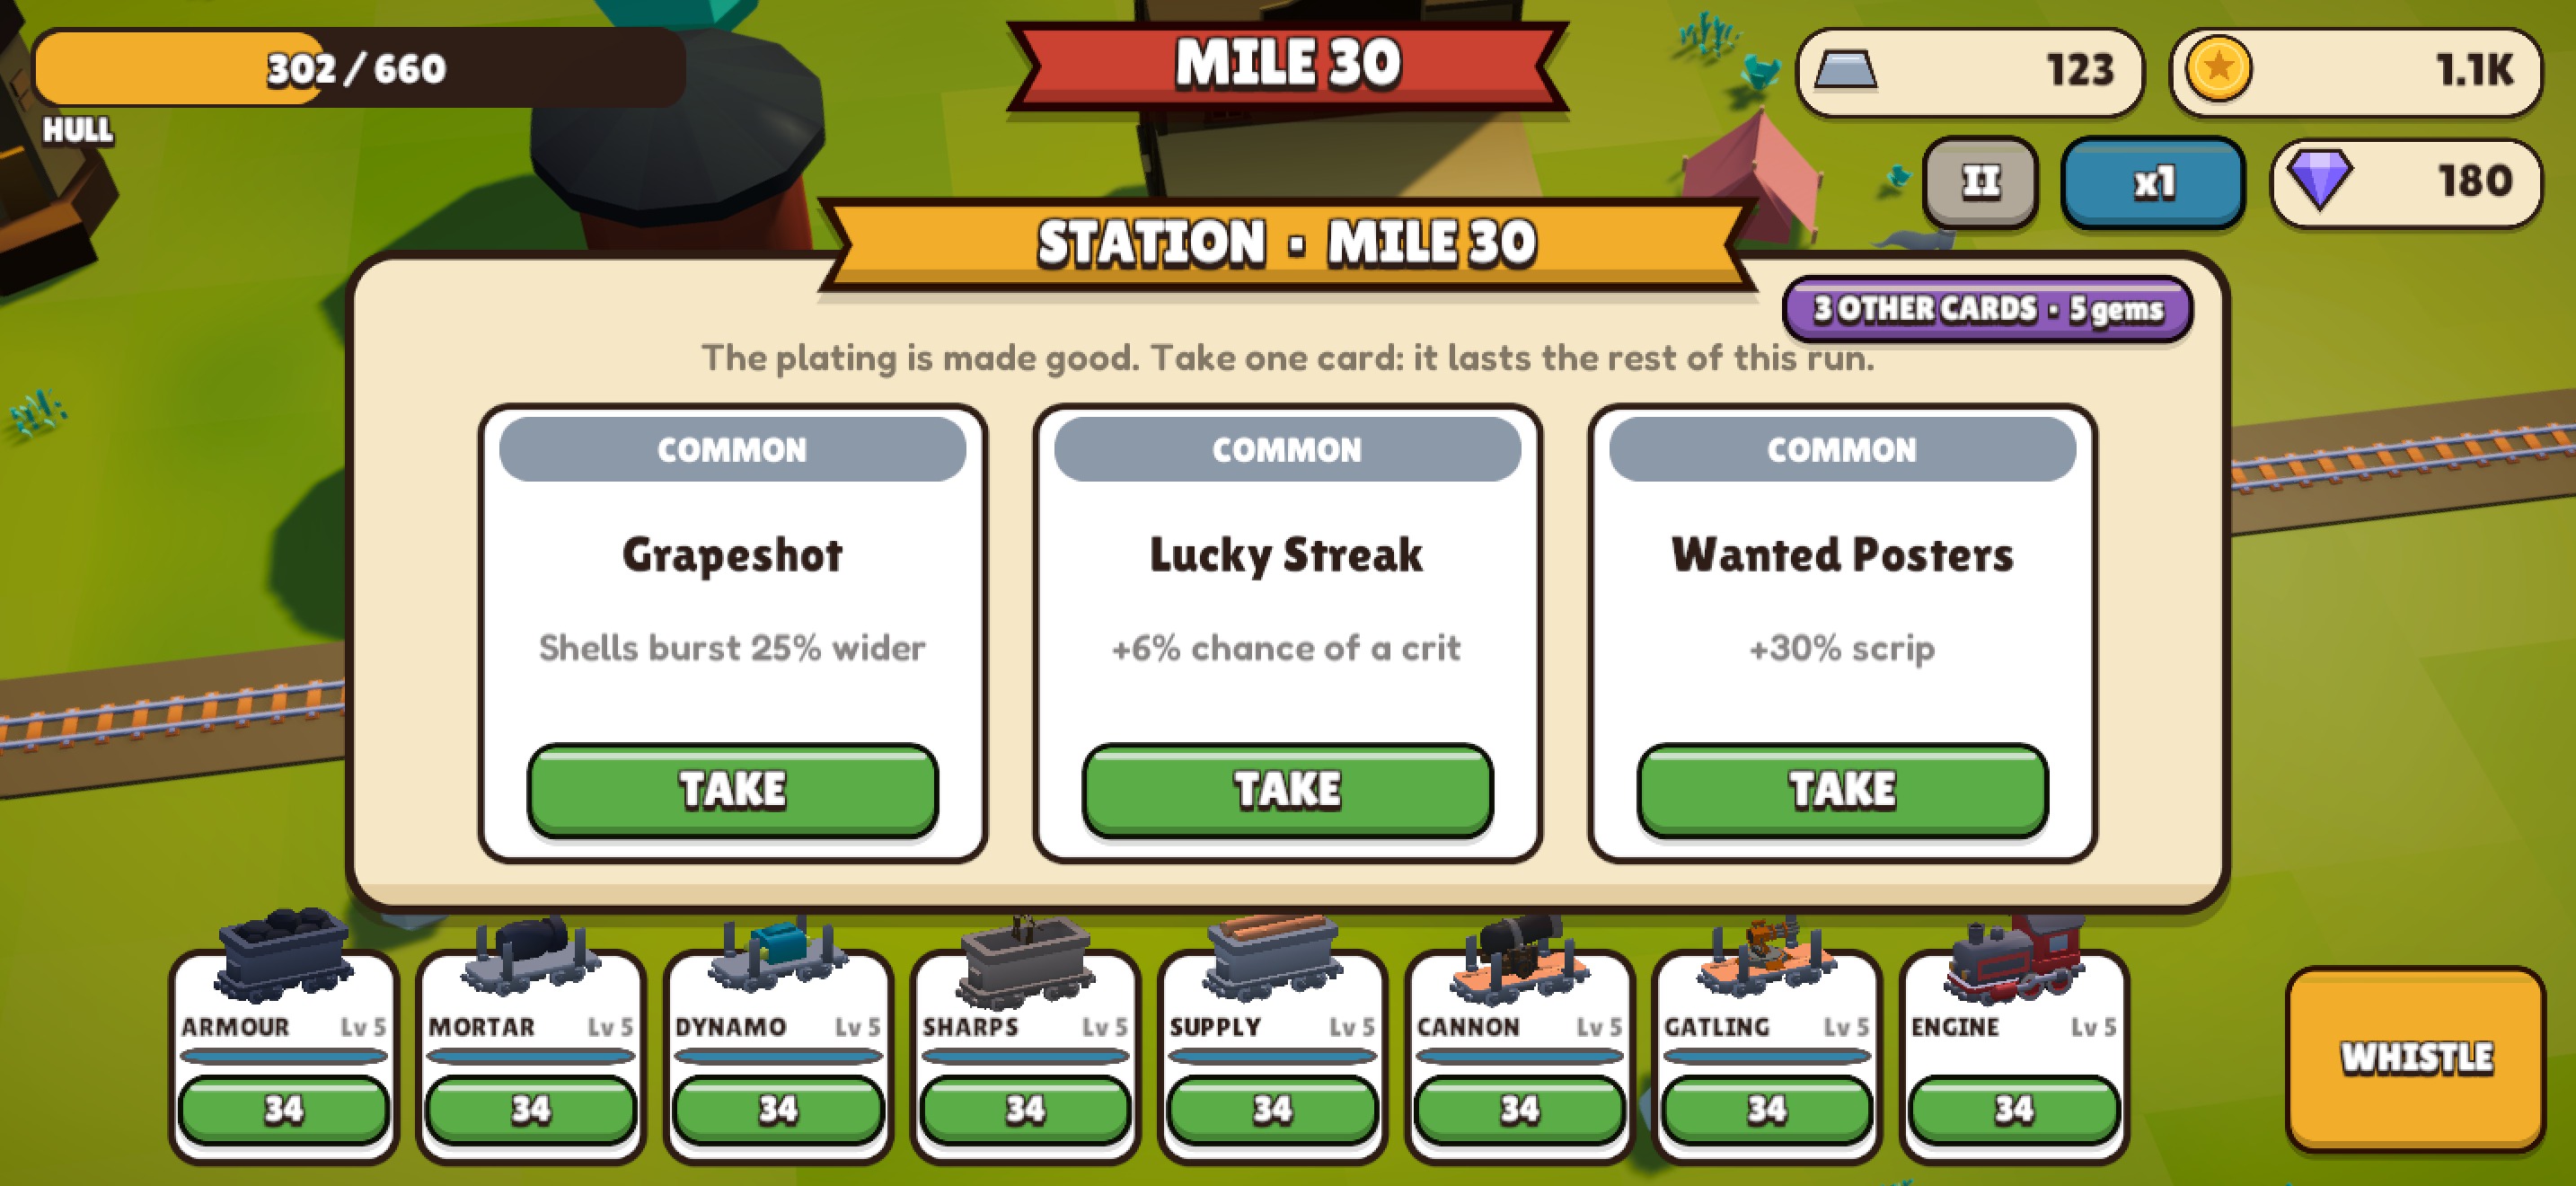 302 / 660
HULL
MILE 30
123
1.1K
II
x1
180
STATION · MILE 30
3 OTHER CARDS · 5 gems
The plating is made good. Take one card: it lasts the rest of this run.
COMMON
Grapeshot
Shells burst 25% wider
TAKE
COMMON
Lucky Streak
+6% chance of a crit
TAKE
COMMON
Wanted Posters
+30% scrip
TAKE
ARMOUR Lv 5
34
MORTAR Lv 5
34
DYNAMO Lv 5
34
SHARPS Lv 5
34
SUPPLY Lv 5
34
CANNON Lv 5
34
GATLING Lv 5
34
ENGINE Lv 5
34
WHISTLE